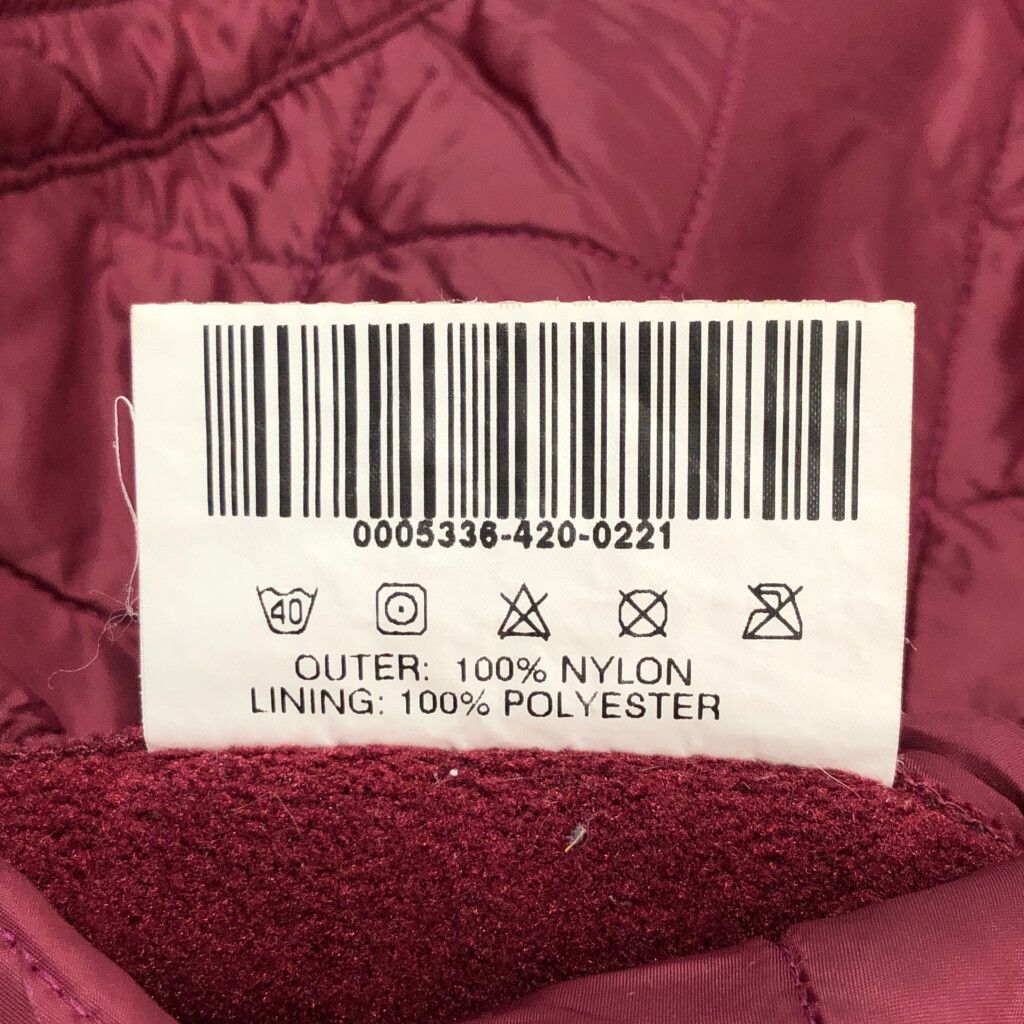 0005336-420-0221
40
OUTER: 100% NYLON
LINING: 100% POLYESTER